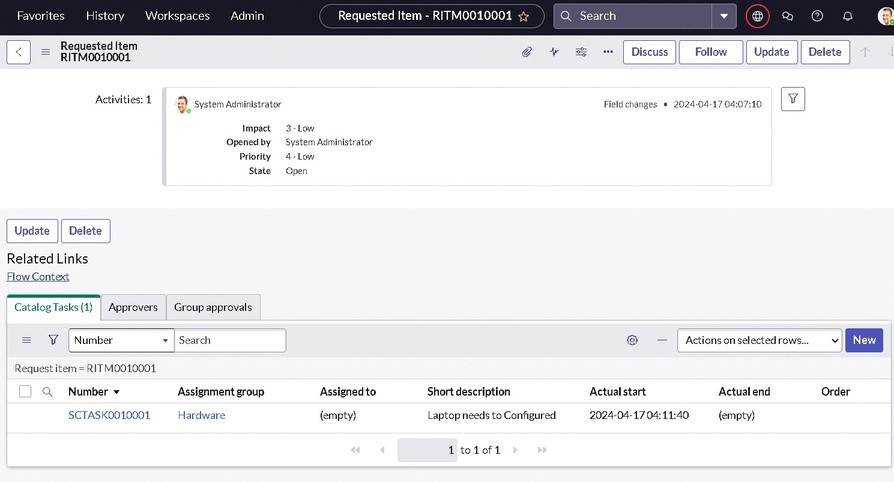 Favorites History Workspaces Admin Requested Item - RITM0010001 Search
Requested Item
RITM0010001
Discuss Follow Update Delete
Activities: 1
System Administrator Field changes • 2024-04-17 04:07:10
Impact 3 - Low
Opened by System Administrator
Priority 4 - Low
State Open
Update Delete
Related Links
Flow Context
Catalog Tasks (1) Approvers Group approvals
Number Search Actions on selected rows... New
Request item = RITM0010001
Number Assignment group Assigned to Short description Actual start Actual end Order
SCTASK0010001 Hardware (empty) Laptop needs to Configured 2024-04-17 04:11:40 (empty)
1 to 1 of 1